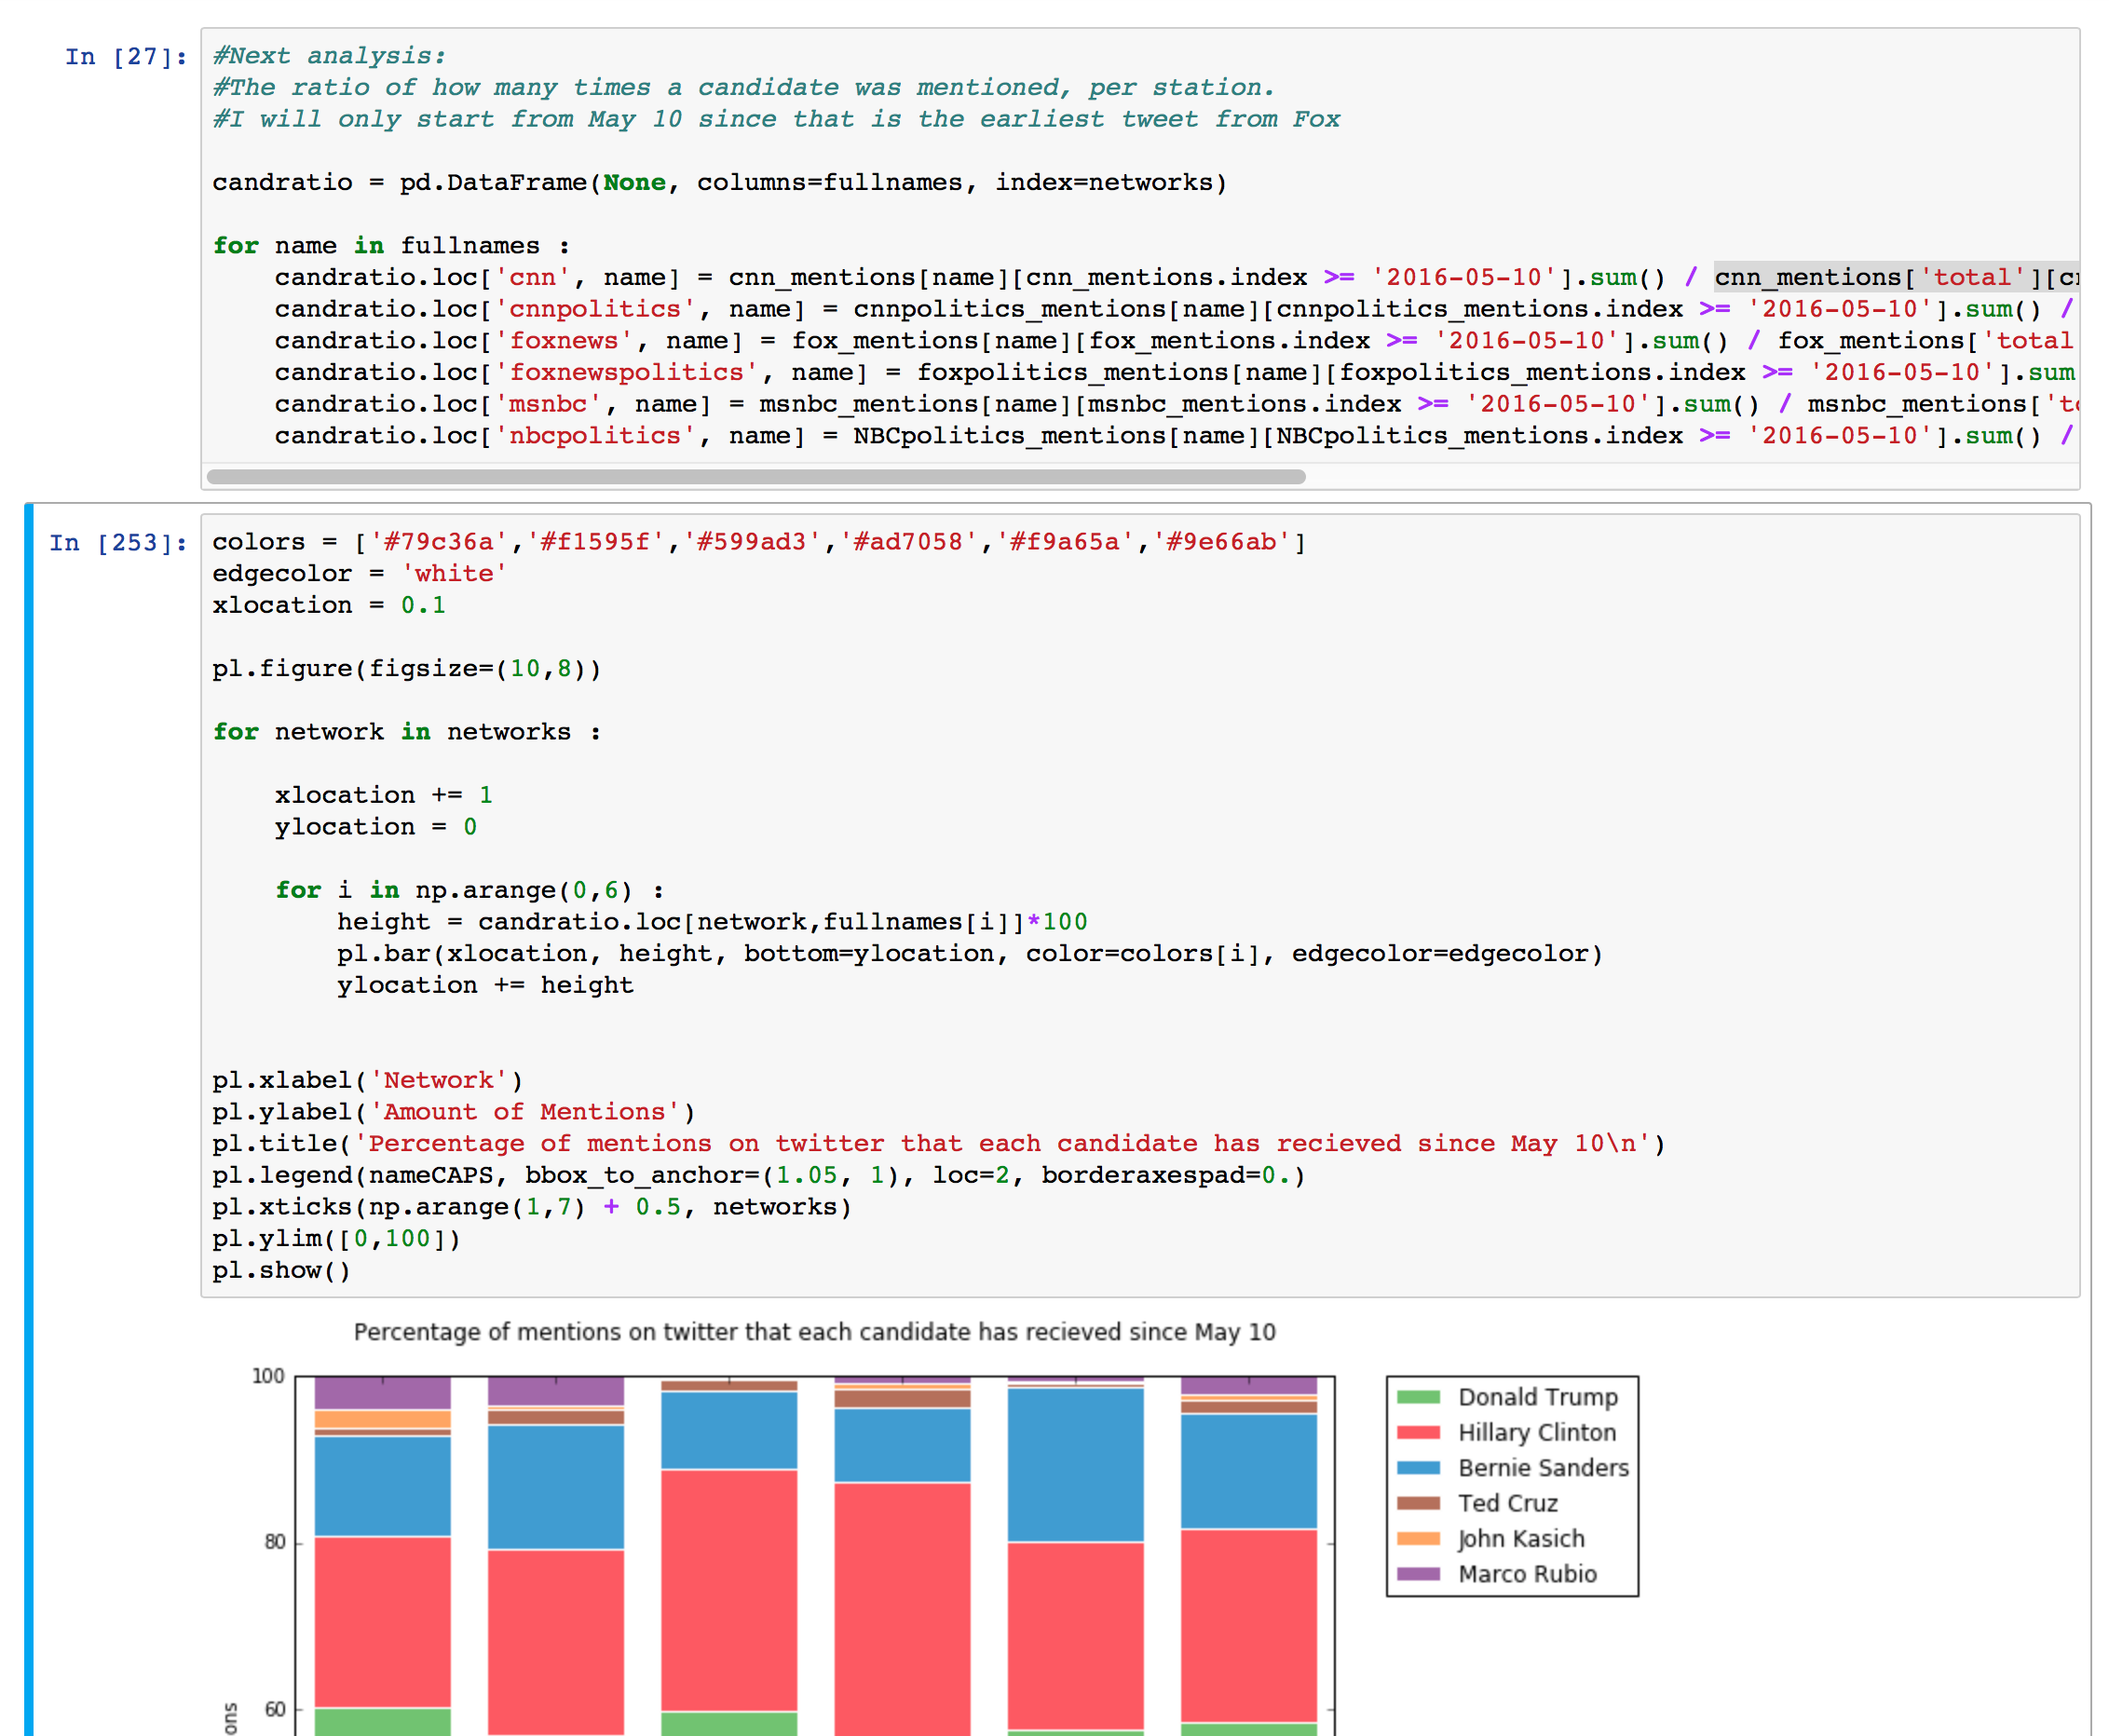 In [27]:
#Next analysis:
#The ratio of how many times a candidate was mentioned, per station.
#I will only start from May 10 since that is the earliest tweet from Fox
candratio = pd.DataFrame(None, columns=fullnames, index=networks)
for name in fullnames :
candratio.loc['cnn', name] = cnn_mentions[name][cnn_mentions.index >= '2016-05-10'].sum() / cnn_mentions['total'][c
candratio.loc['cnnpolitics', name] = cnnpolitics_mentions[name][cnnpolitics_mentions.index >= '2016-05-10'].sum() /
candratio.loc['foxnews', name] = fox_mentions[name][fox_mentions.index >= '2016-05-10'].sum() / fox_mentions['total
candratio.loc['foxnewspolitics', name] = foxpolitics_mentions[name][foxpolitics_mentions.index >= '2016-05-10'].sum
candratio.loc['msnbc', name] = msnbc_mentions[name][msnbc_mentions.index >= '2016-05-10'].sum() / msnbc_mentions['to
candratio.loc['nbcpolitics', name] = NBCpolitics_mentions[name][NBCpolitics_mentions.index >= '2016-05-10'].sum() /
In [253]:
colors = ['#79c36a','#f1595f','#599ad3','#ad7058','#f9a65a','#9e66ab']
edgecolor = 'white'
xlocation = 0.1
pl.figure(figsize=(10,8))
for network in networks :
xlocation += 1
ylocation = 0
for i in np.arange(0,6) :
height = candratio.loc[network,fullnames[i]]*100
pl.bar(xlocation, height, bottom=ylocation, color=colors[i], edgecolor=edgecolor)
ylocation += height
pl.xlabel('Network')
pl.ylabel('Amount of Mentions')
pl.title('Percentage of mentions on twitter that each candidate has recieved since May 10\n')
pl.legend(nameCAPS, bbox_to_anchor=(1.05, 1), loc=2, borderaxespad=0.)
pl.xticks(np.arange(1,7) + 0.5, networks)
pl.ylim([0,100])
pl.show()
Percentage of mentions on twitter that each candidate has recieved since May 10
100
80
60
ons
Donald Trump
Hillary Clinton
Bernie Sanders
Ted Cruz
John Kasich
Marco Rubio